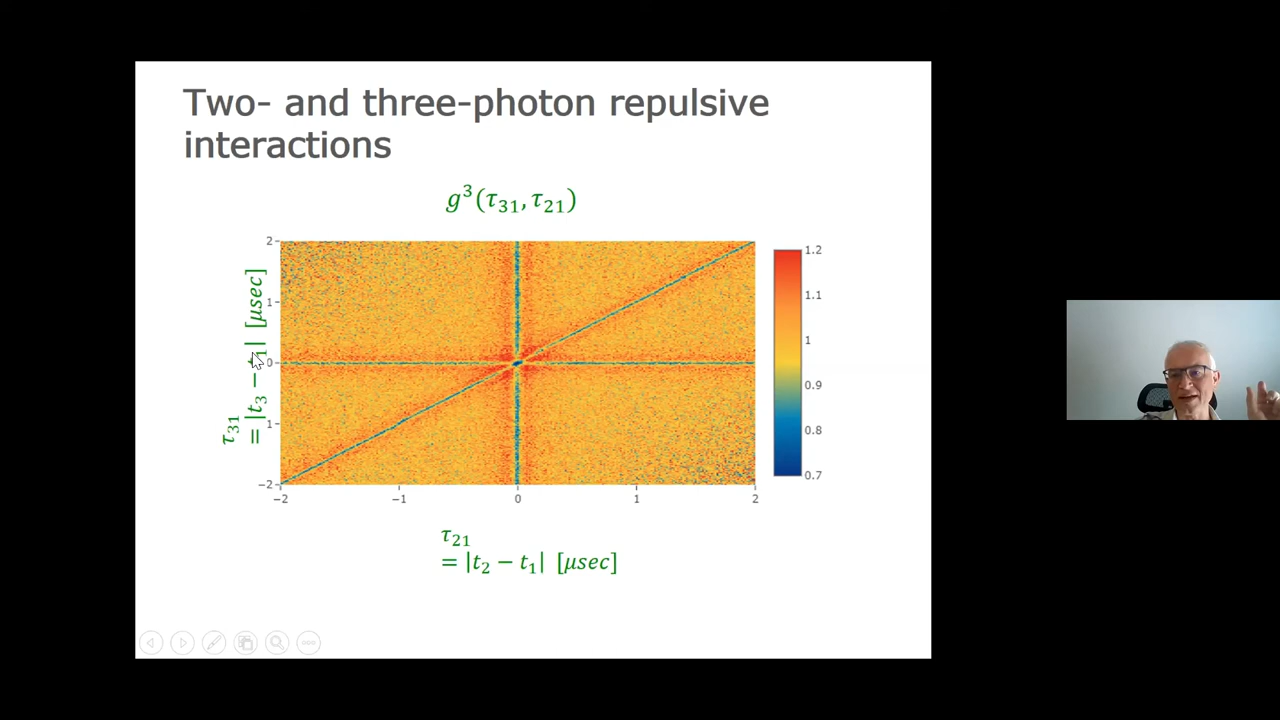 Two- and three-photon repulsive
interactions
g³(τ₃₁, τ₂₁)
2
1
0
1
−2
τ₃₁
= |t₃ − t₁| [μsec]
−2
−1
0
1
2
1.2
1.1
1
0.9
0.8
0.7
τ₂₁
= |t₂ − t₁| [μsec]